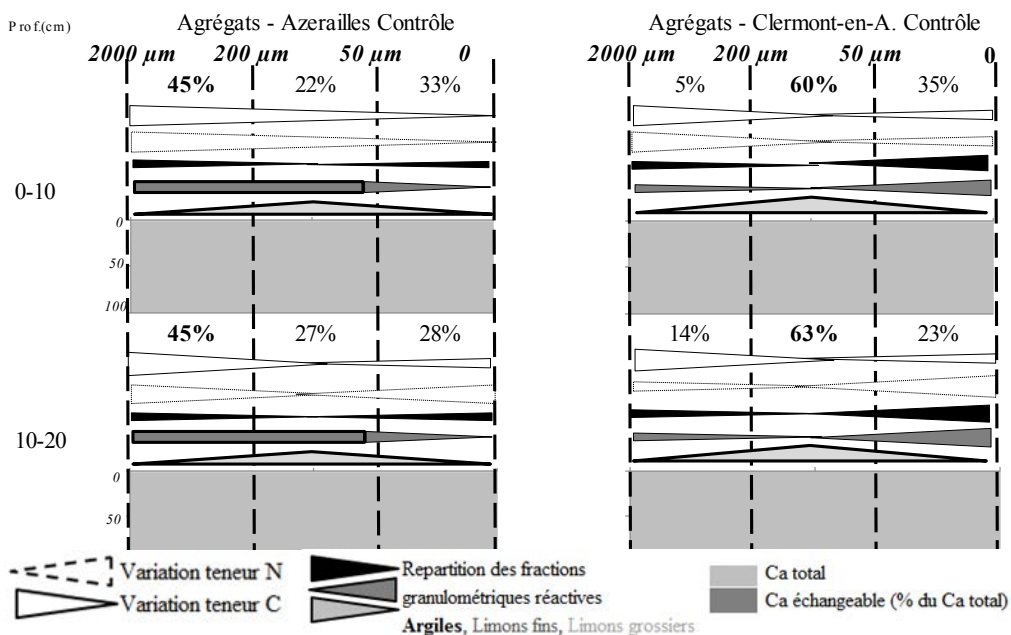 Prof.(cm)
Agrégats - Azerailles Contrôle
Agrégats - Clermont-en-A. Contrôle
2000 µm 200 µm 50 µm 0
2000 µm 200 µm 50 µm 0
45% 22% 33%
5% 60% 35%
0-10
0
50
100
45% 27% 28%
14% 63% 23%
10-20
0
50
Variation teneur N
Variation teneur C
Repartition des fractions
granulométriques réactives
Argiles, Limons fins, Limons grossiers
Ca total
Ca échangeable (% du Ca total)